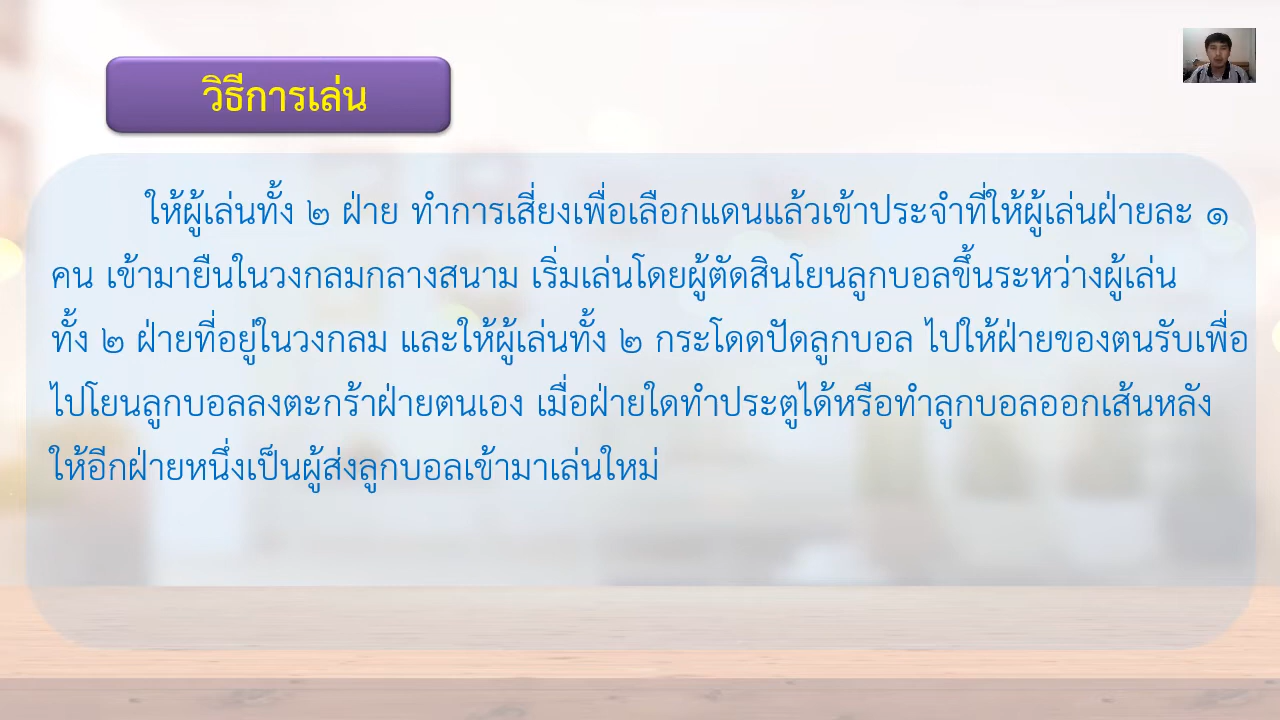 วิธีการเล่น
ให้ผู้เล่นทั้ง ๒ ฝ่าย ทำการเสี่ยงเพื่อเลือกแดนแล้วเข้าประจำที่ให้ผู้เล่นฝ่ายละ ๑
คน เข้ามายืนในวงกลมกลางสนาม เริ่มเล่นโดยผู้ตัดสินโยนลูกบอลขึ้นระหว่างผู้เล่น
ทั้ง ๒ ฝ่ายที่อยู่ในวงกลม และให้ผู้เล่นทั้ง ๒ กระโดดปัดลูกบอล ไปให้ฝ่ายของตนรับเพื่อ
ไปโยนลูกบอลลงตะกร้าฝ่ายตนเอง เมื่อฝ่ายใดทำประตูได้หรือทำลูกบอลออกเส้นหลัง
ให้อีกฝ่ายหนึ่งเป็นผู้ส่งลูกบอลเข้ามาเล่นใหม่